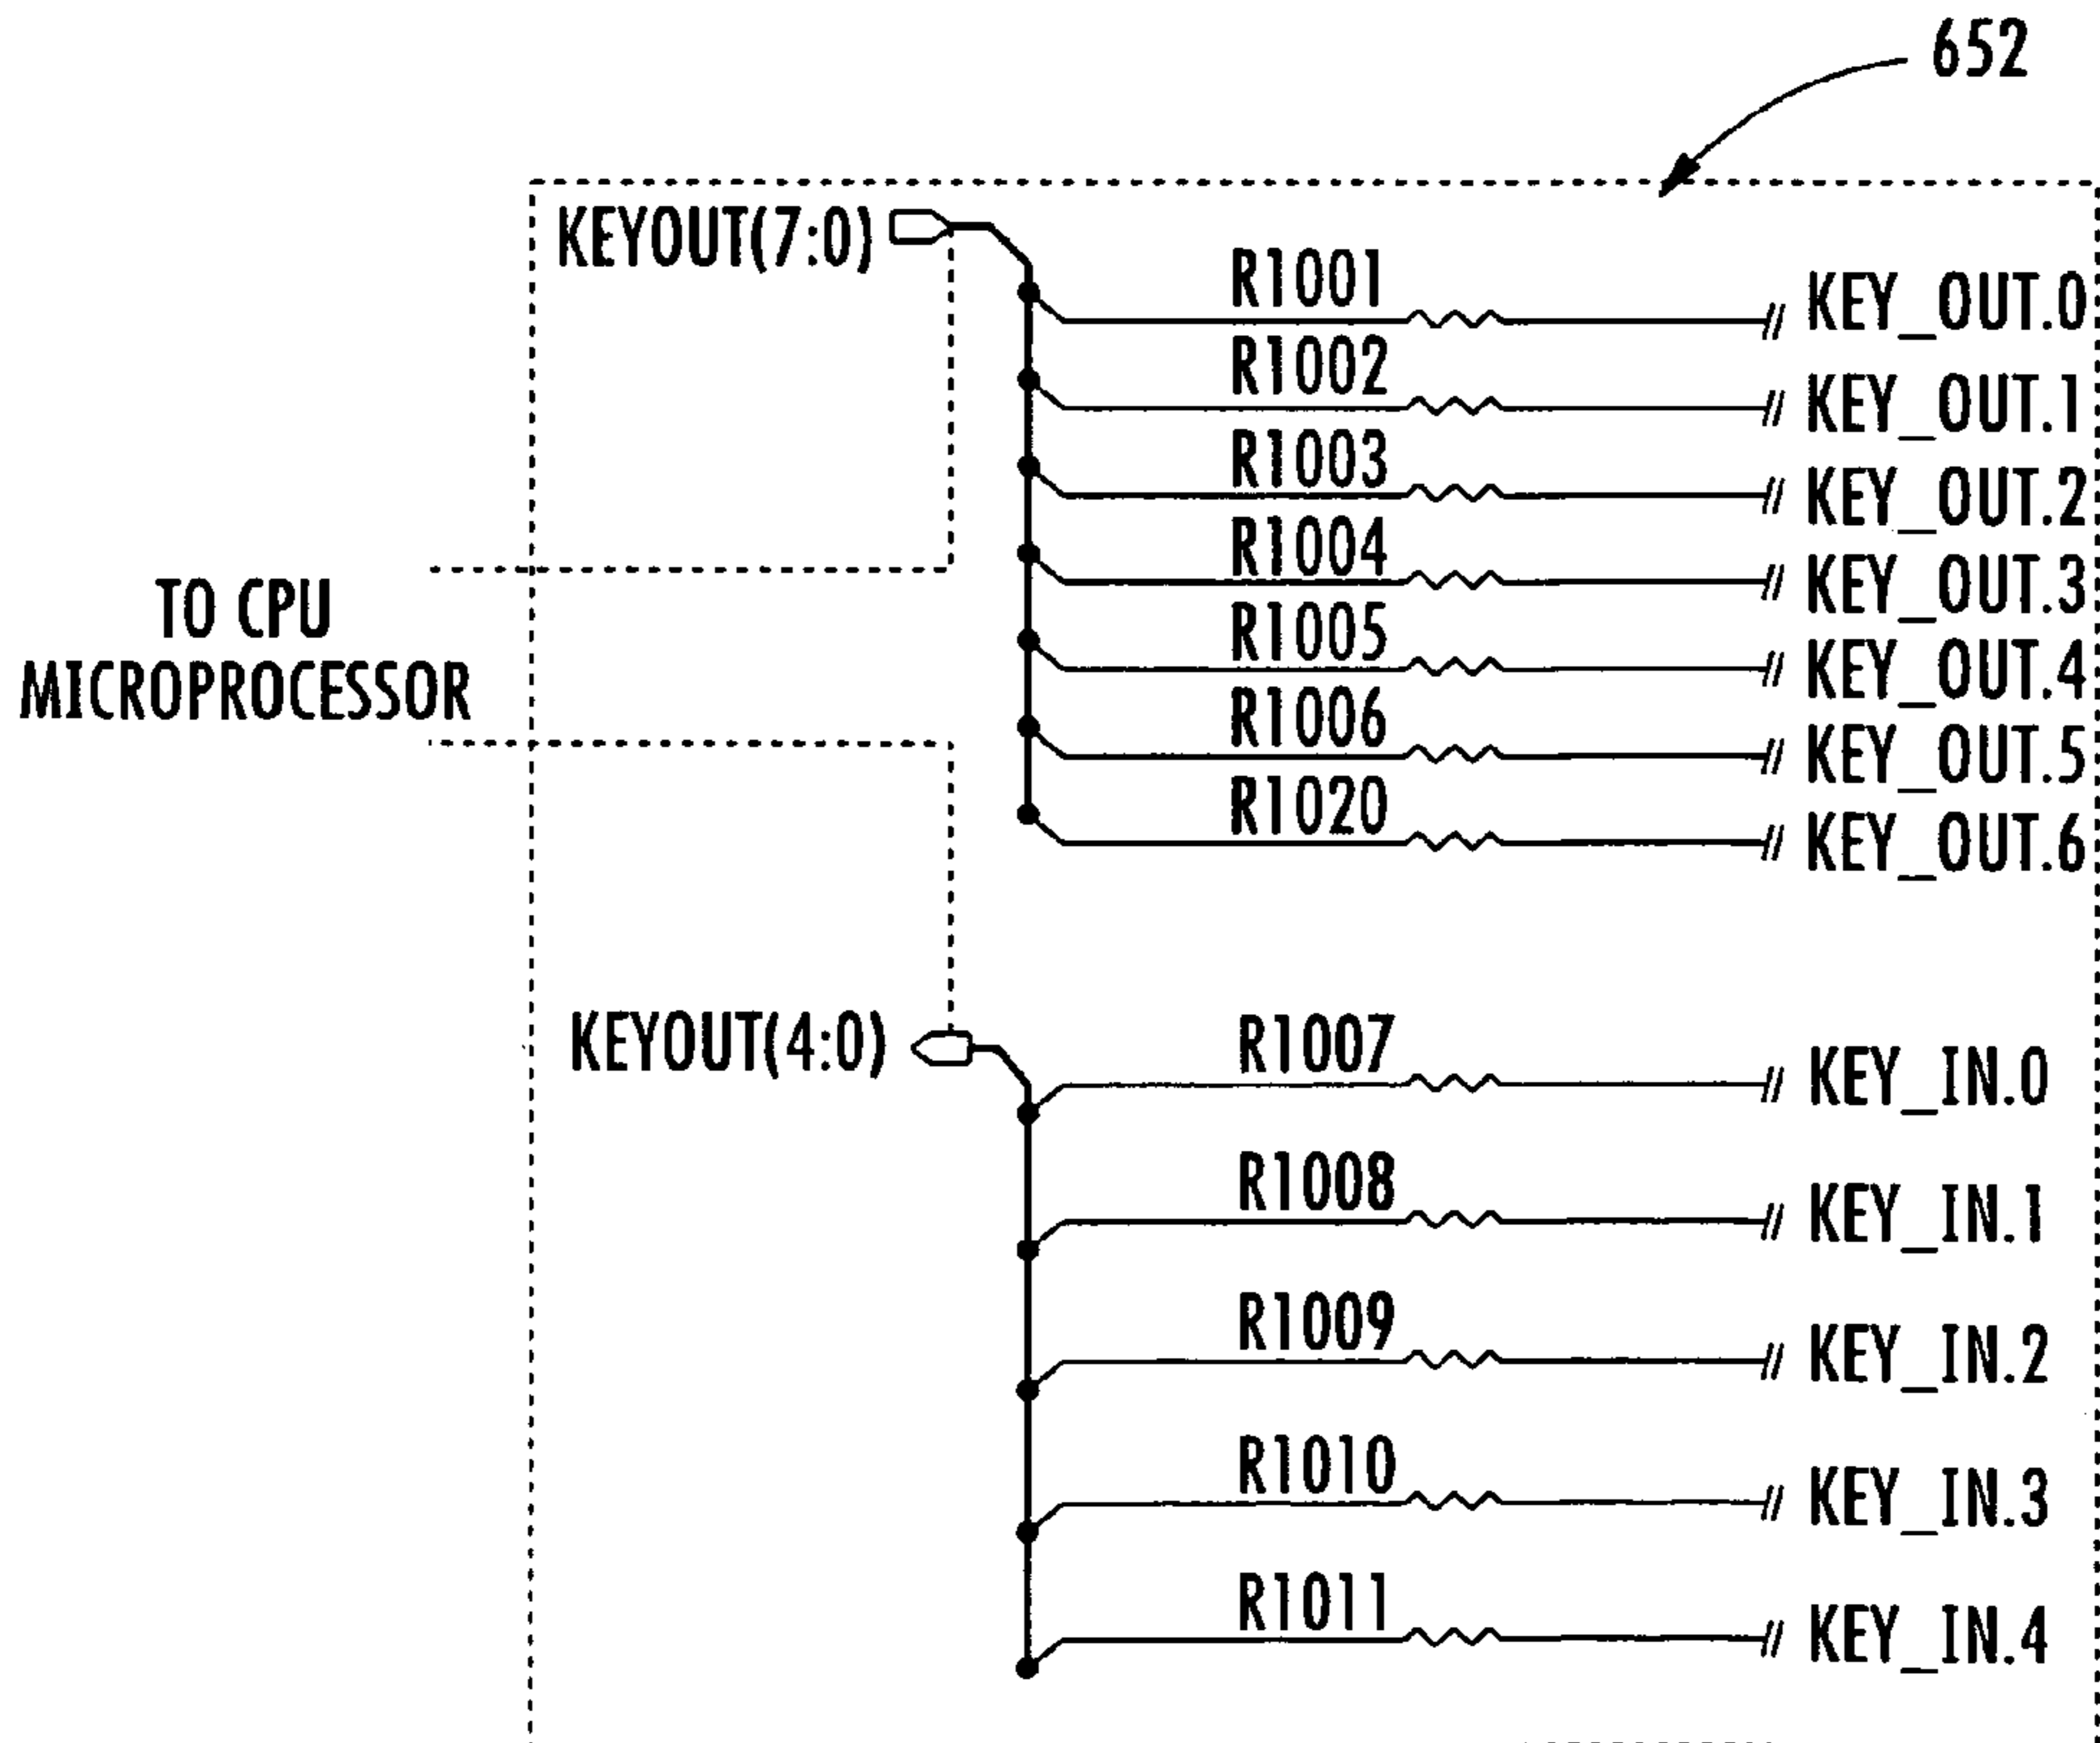 652
KEYOUT(7:0)
R1001
KEY_OUT.0
R1002
KEY_OUT.1
R1003
KEY_OUT.2
R1004
KEY_OUT.3
TO CPU
MICROPROCESSOR
R1005
KEY_OUT.4
R1006
KEY_OUT.5
R1020
KEY_OUT.6
KEYOUT(4:0)
R1007
KEY_IN.0
R1008
KEY_IN.1
R1009
KEY_IN.2
R1010
KEY_IN.3
R1011
KEY_IN.4